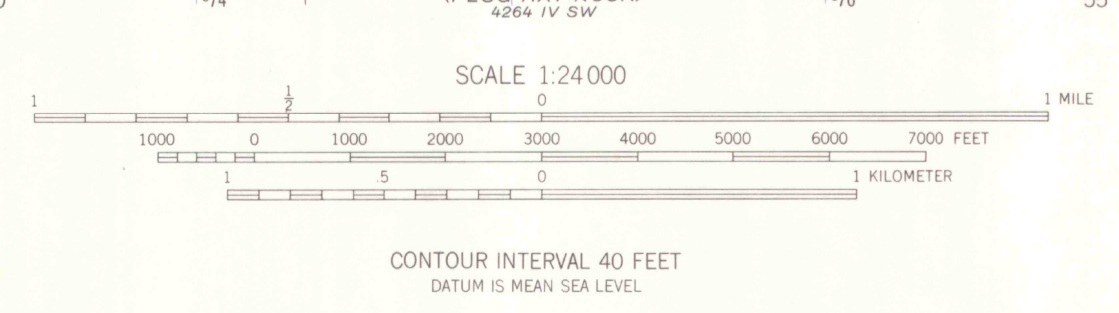 4264 IV SW
SCALE 1:24 000
1 1/2 0 1 MILE
1000 0 1000 2000 3000 4000 5000 6000 7000 FEET
1 .5 0 1 KILOMETER
CONTOUR INTERVAL 40 FEET
DATUM IS MEAN SEA LEVEL